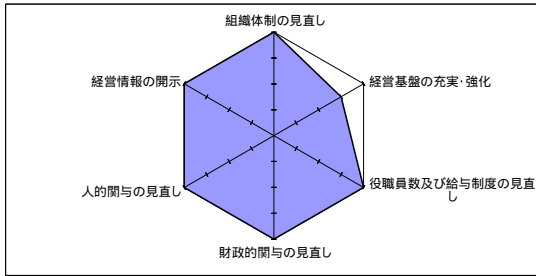 組織体制の見直し
経営情報の開示
経営基盤の充実・強化
人的関与の見直し
役職員数及び給与制度の見直
し
財政的関与の見直し